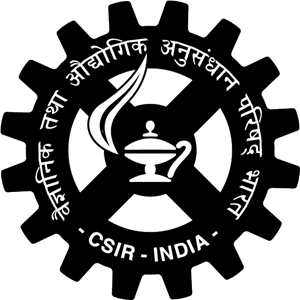 वैज्ञानिक तथा औद्योगिक अनुसंधान परिषद् भारत
- CSIR - INDIA -